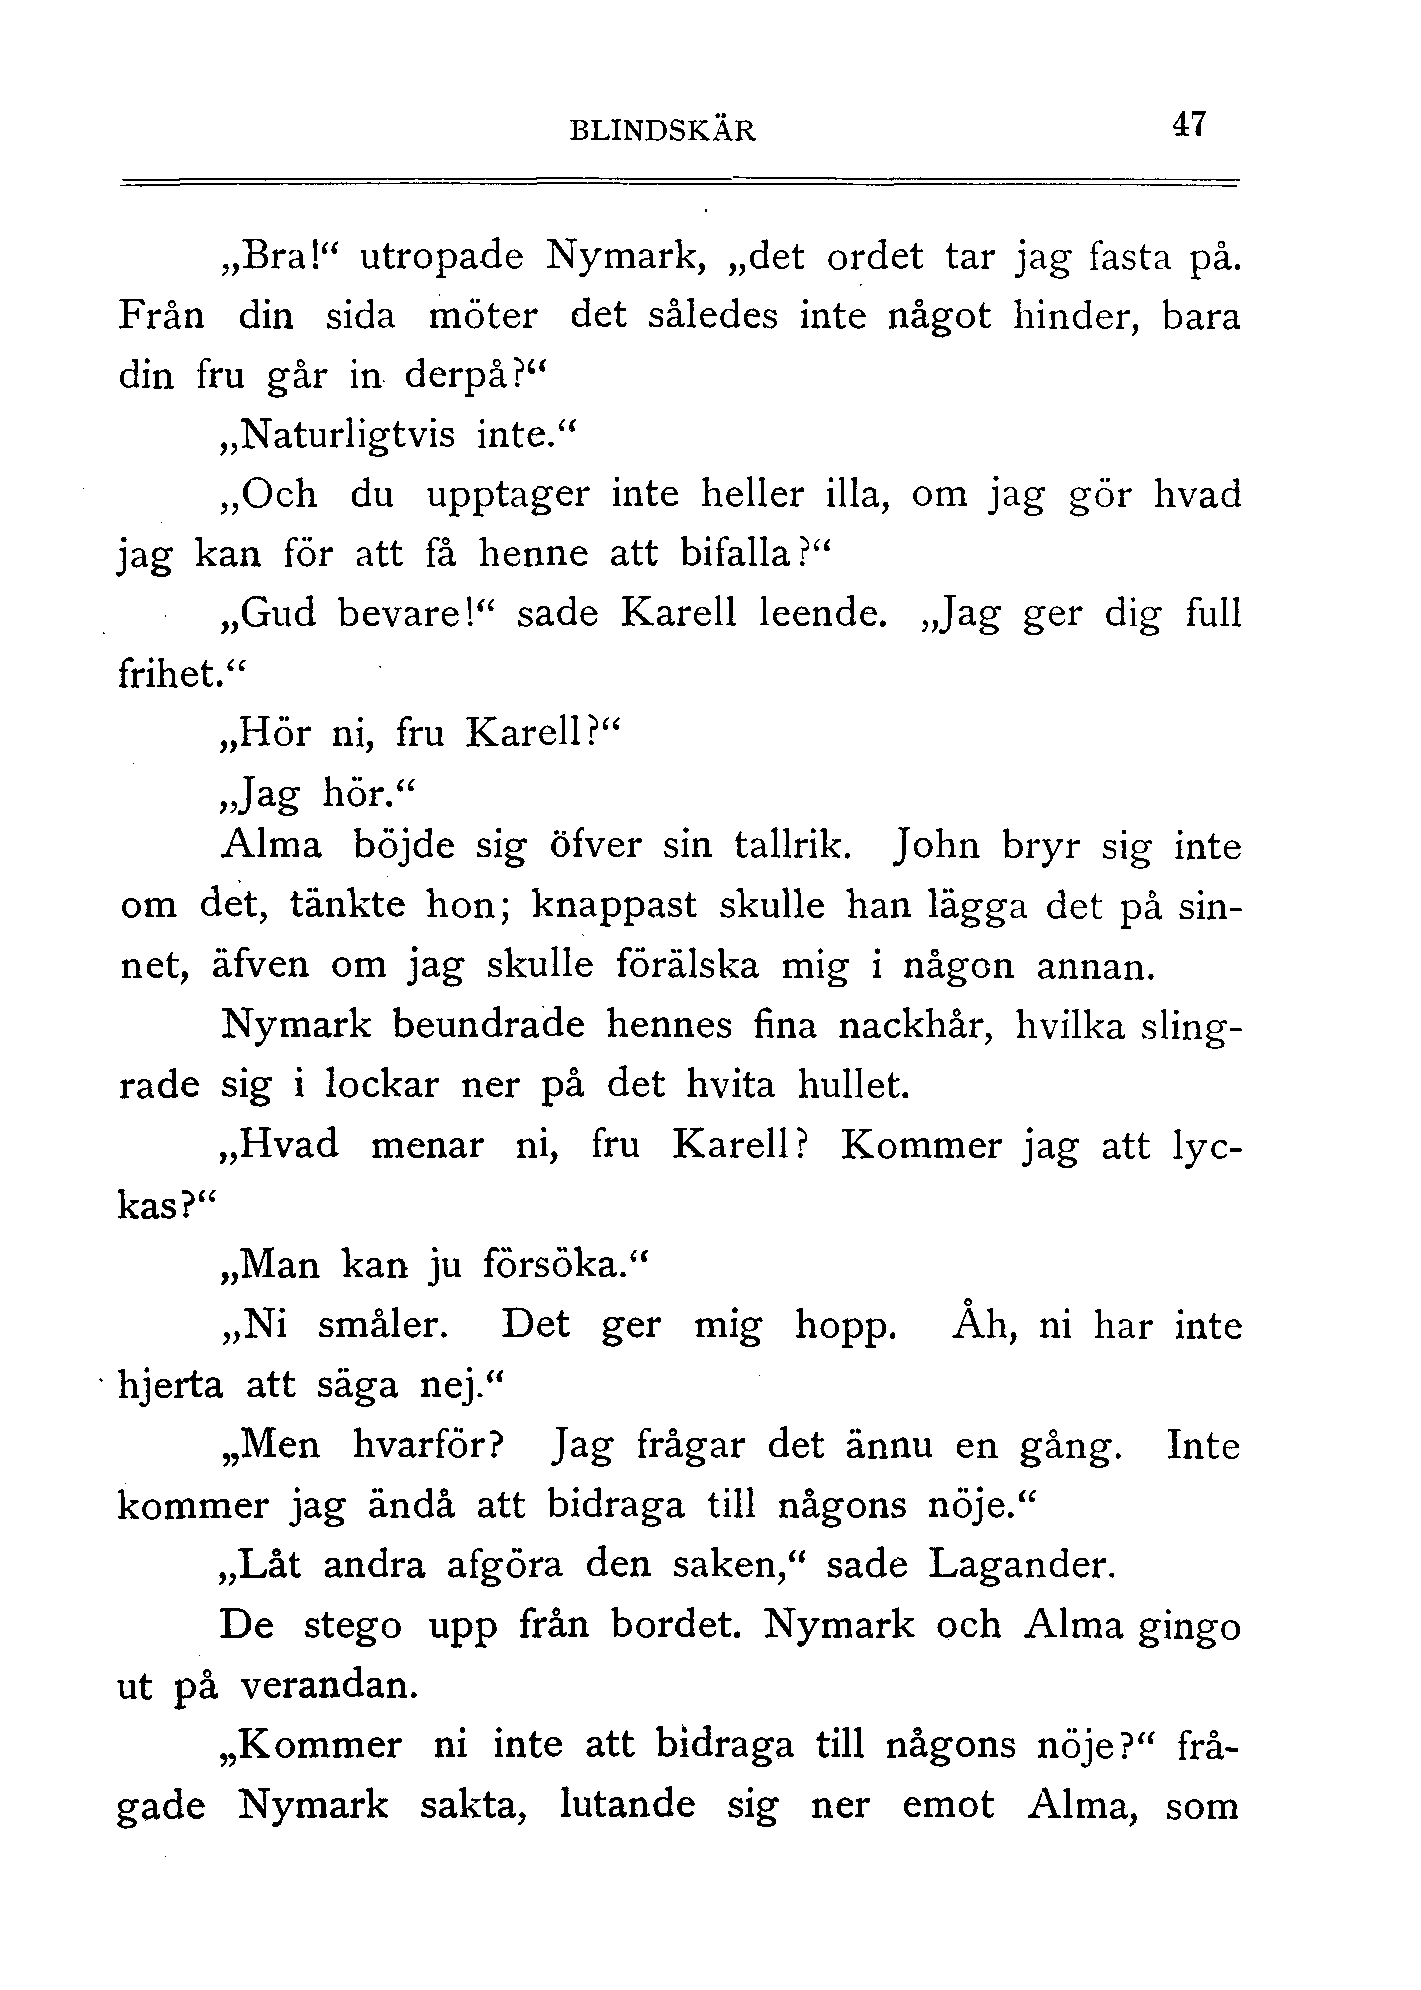 BLINDSKÄR 47
„Bra!“ utropade Nymark, „det ordet tar jag fasta på.
Från din sida möter det således inte något hinder, bara
din fru går in derpå?“
„Naturligtvis inte.“
„Och du upptager inte heller illa, om jag gör hvad
jag kan för att få henne att bifalla?“
„Gud bevare!“ sade Karell leende. „Jag ger dig full
frihet.“
„Hör ni, fru Karell?“
„Jag hör.“
Alma böjde sig öfver sin tallrik. John bryr sig inte
om det, tänkte hon; knappast skulle han lägga det på sin-
net, äfven om jag skulle förälska mig i någon annan.
Nymark beundrade hennes fina nackhår, hvilka sling-
rade sig i lockar ner på det hvita hullet.
„Hvad menar ni, fru Karell? Kommer jag att lyc-
kas?“
„Man kan ju försöka.“
„Ni småler. Det ger mig hopp. Åh, ni har inte
hjerta att säga nej.“
„Men hvarför? Jag frågar det ännu en gång. Inte
kommer jag ändå att bidraga till någons nöje.“
„Låt andra afgöra den saken,“ sade Lagander.
De stego upp från bordet. Nymark och Alma gingo
ut på verandan.
„Kommer ni inte att bidraga till någons nöje?“ frå-
gade Nymark sakta, lutande sig ner emot Alma, som